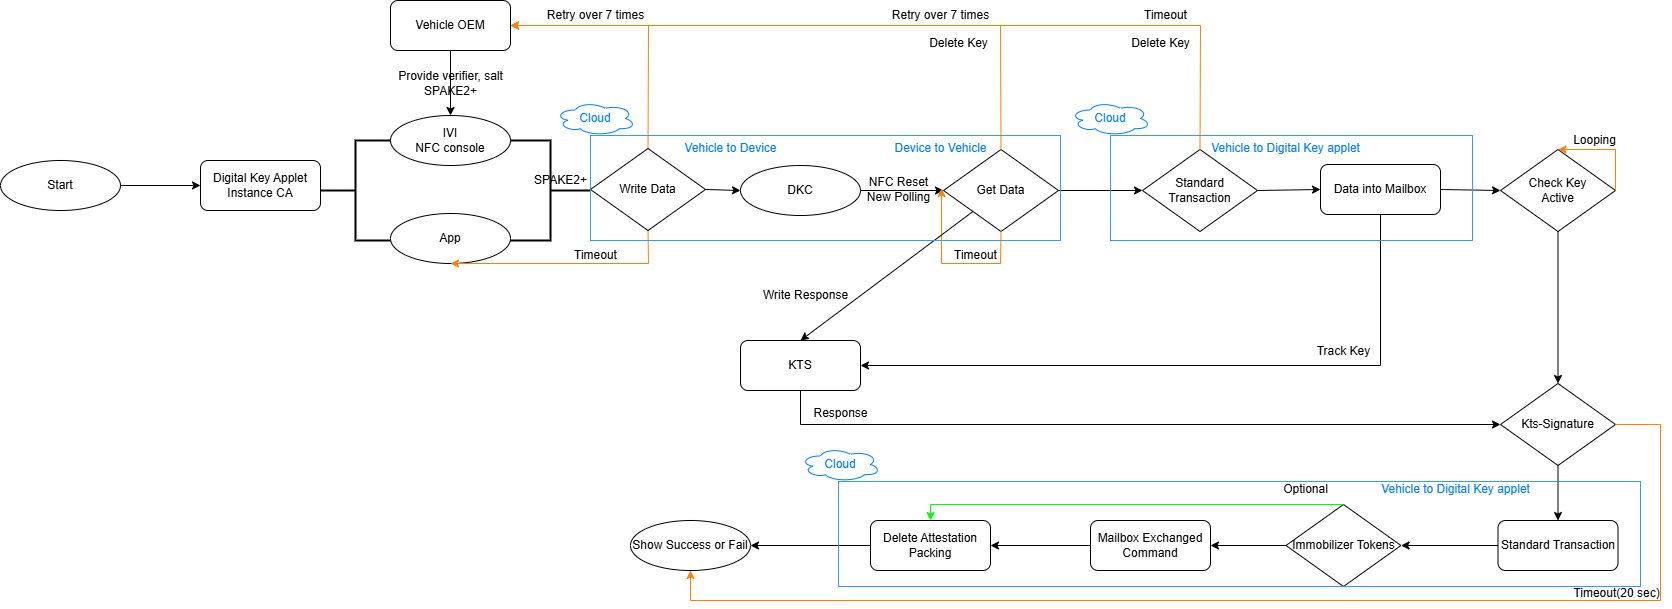 Vehicle OEM
Retry over 7 times
Retry over 7 times
Timeout
Delete Key
Delete Key
Provide verifier, salt
SPAKE2+
Cloud
Cloud
IVI
NFC console
Vehicle to Device
Device to Vehicle
Vehicle to Digital Key applet
Looping
Start
Digital Key Applet
Instance CA
SPAKE2+
Write Data
DKC
NFC Reset
New Polling
Get Data
Standard
Transaction
Data into Mailbox
Check Key
Active
App
Timeout
Timeout
Write Response
KTS
Track Key
Response
Kts-Signature
Cloud
Optional
Vehicle to Digital Key applet
Show Success or Fail
Delete Attestation
Packing
Mailbox Exchanged
Command
Immobilizer Tokens
Standard Transaction
Timeout(20 sec)